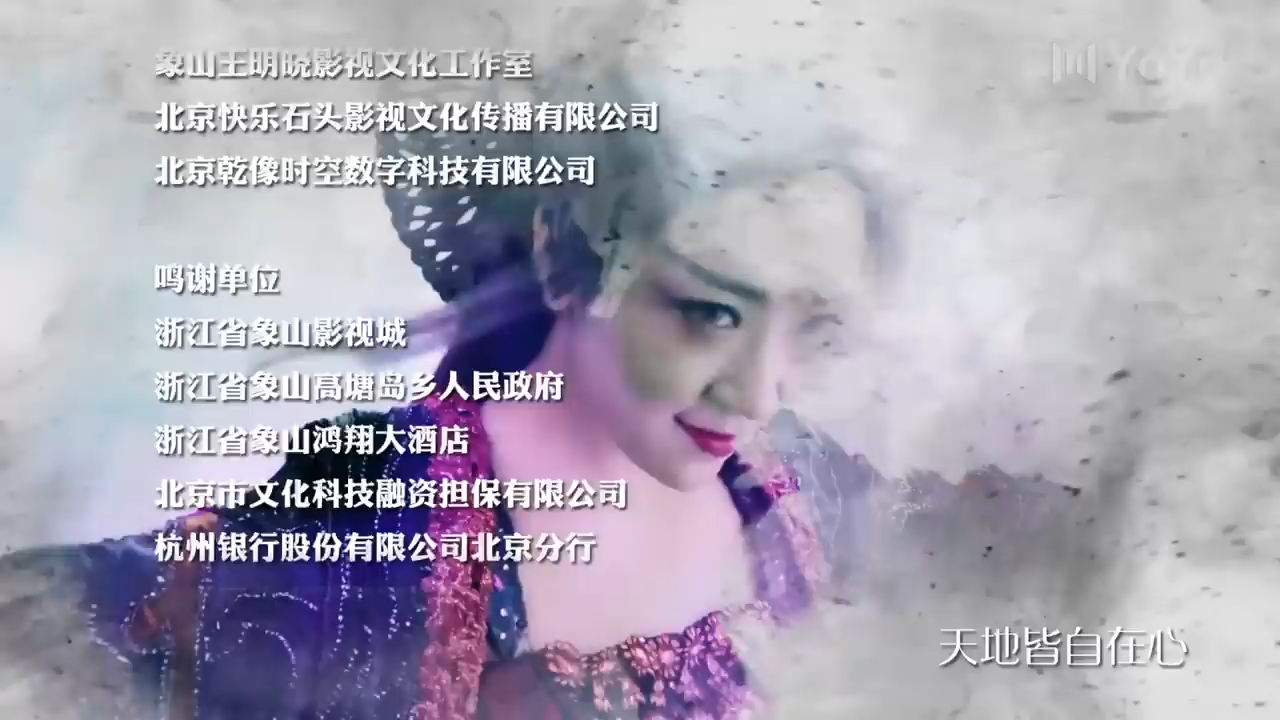 象山王明晓影视文化工作室
北京快乐石头影视文化传播有限公司
北京乾像时空数字科技有限公司
鸣谢单位
浙江省象山影视城
浙江省象山高塘岛乡人民政府
浙江省象山鸿翔大酒店
北京市文化科技融资担保有限公司
杭州银行股份有限公司北京分行
天地皆自在心